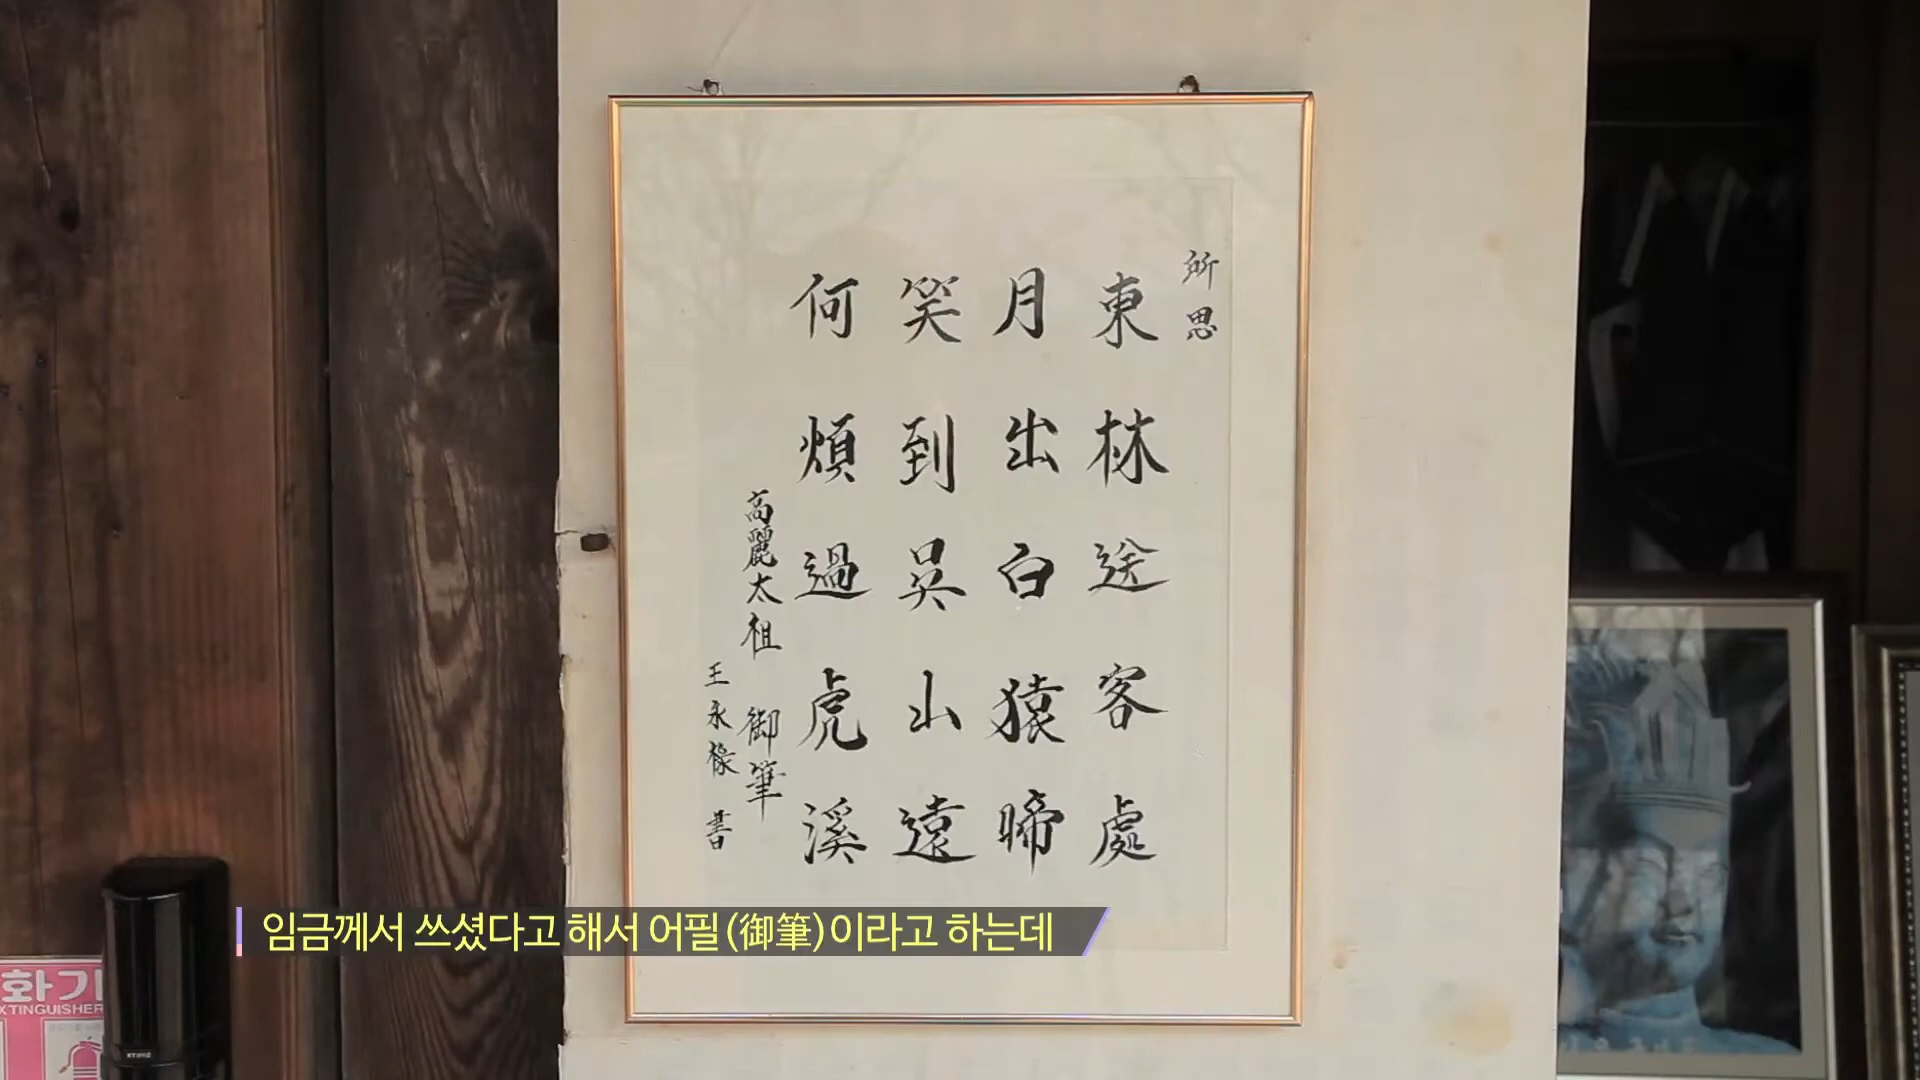 所思
東林送客處
月出白猿啼
笑到吳山遠
何煩過虎溪
高麗太祖 御筆
王永祿 書
임금께서 쓰셨다고 해서 어필(御筆)이라고 하는데
화기
EXTINGUISHER